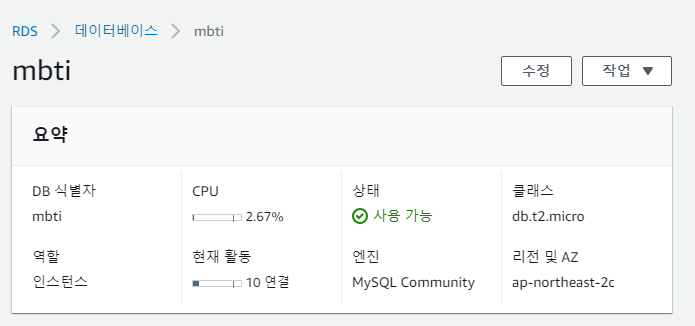 RDS > 데이터베이스 > mbti
mbti
수정
작업
요약
DB 식별자
mbti
CPU
2.67%
상태
사용 가능
클래스
db.t2.micro
역할
인스턴스
현재 활동
10 연결
엔진
MySQL Community
리전 및 AZ
ap-northeast-2c